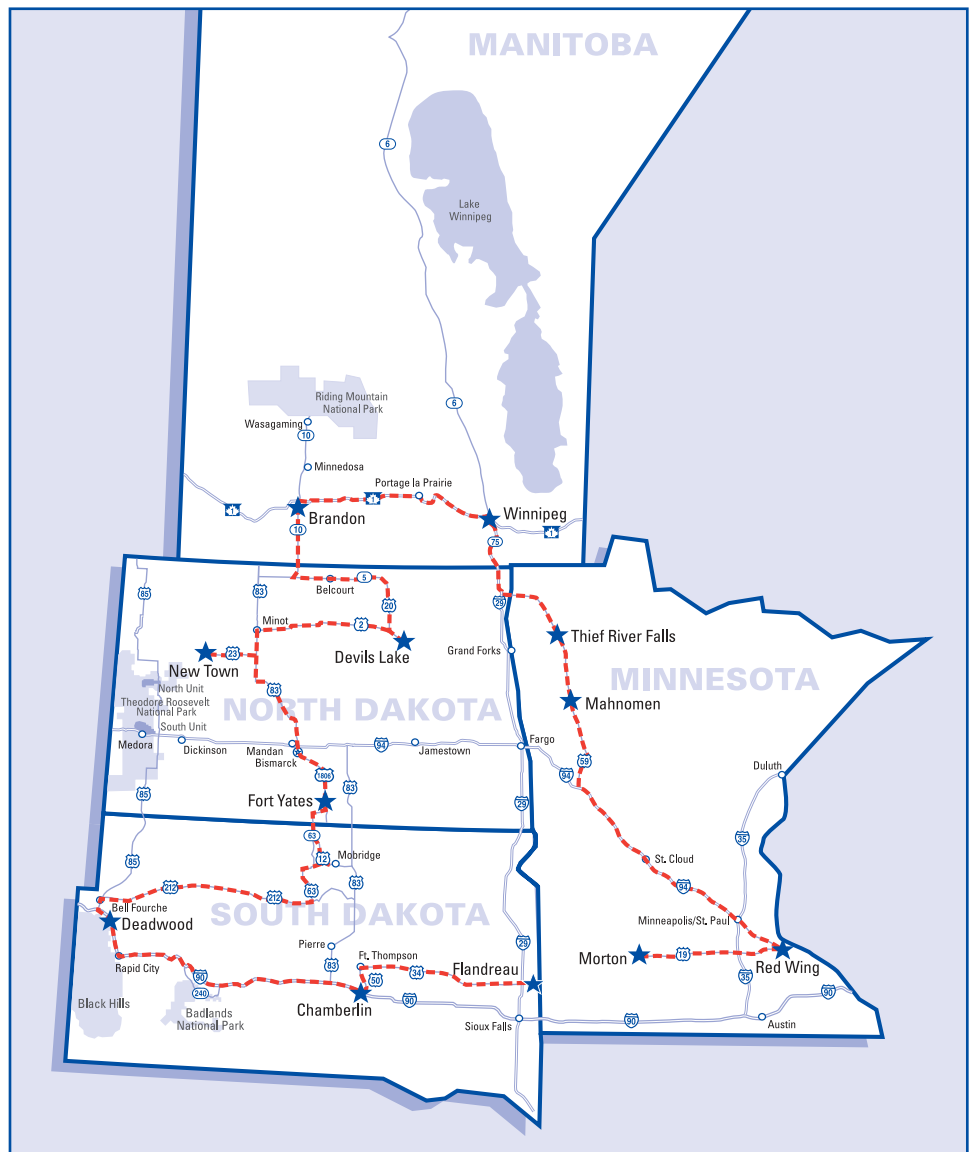 MANITOBA
6
Lake
Winnipeg
6
Riding Mountain
National Park
Wasagaming
10
Minnedosa
Portage la Prairie
1
1
Brandon
Winnipeg
1
10
75
85
83
Belcourt
5
29
20
Minot
2
Thief River Falls
New Town
23
Devils Lake
Grand Forks
MINNESOTA
North Unit
Theodore Roosevelt
National Park
South Unit
83
NORTH DAKOTA
Mahnomen
Medora
Dickinson
Mandan
Bismarck
94
Jamestown
Fargo
59
94
Duluth
1806
83
85
Fort Yates
29
63
35
85
12
Mobridge
St. Cloud
212
212
63
83
94
Bell Fourche
SOUTH DAKOTA
Deadwood
Minneapolis/St. Paul
Pierre
29
Rapid City
Ft. Thompson
Flandreau
Morton
19
Red Wing
90
83
50
34
35
240
Black Hills
Badlands
National Park
Chamberlin
90
90
Sioux Falls
90
Austin